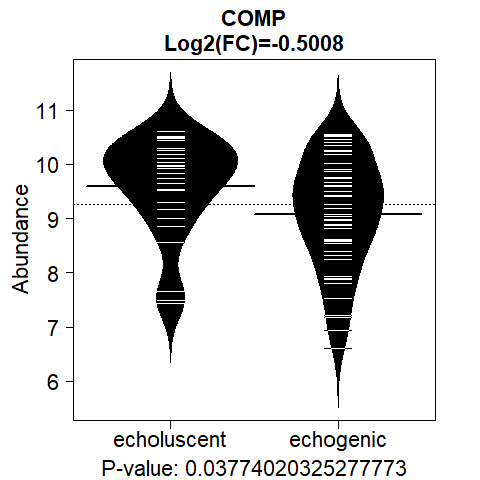 COMP
Log2(FC)=-0.5008
Abundance
11
10
9
8
7
6
echoluscent echogenic
P-value: 0.03774020325277773